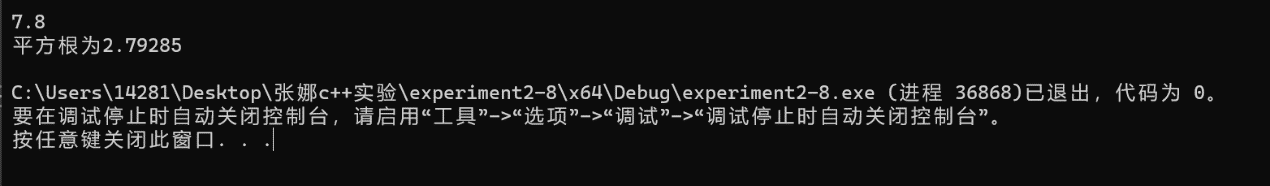 7.8
平方根为2.79285
C:\Users\14281\Desktop\张娜c++实验\experiment2-8\x64\Debug\experiment2-8.exe (进程 36868)已退出，代码为 0。
要在调试停止时自动关闭控制台，请启用“工具”->“选项”->“调试”->“调试停止时自动关闭控制台”。
按任意键关闭此窗口. . .